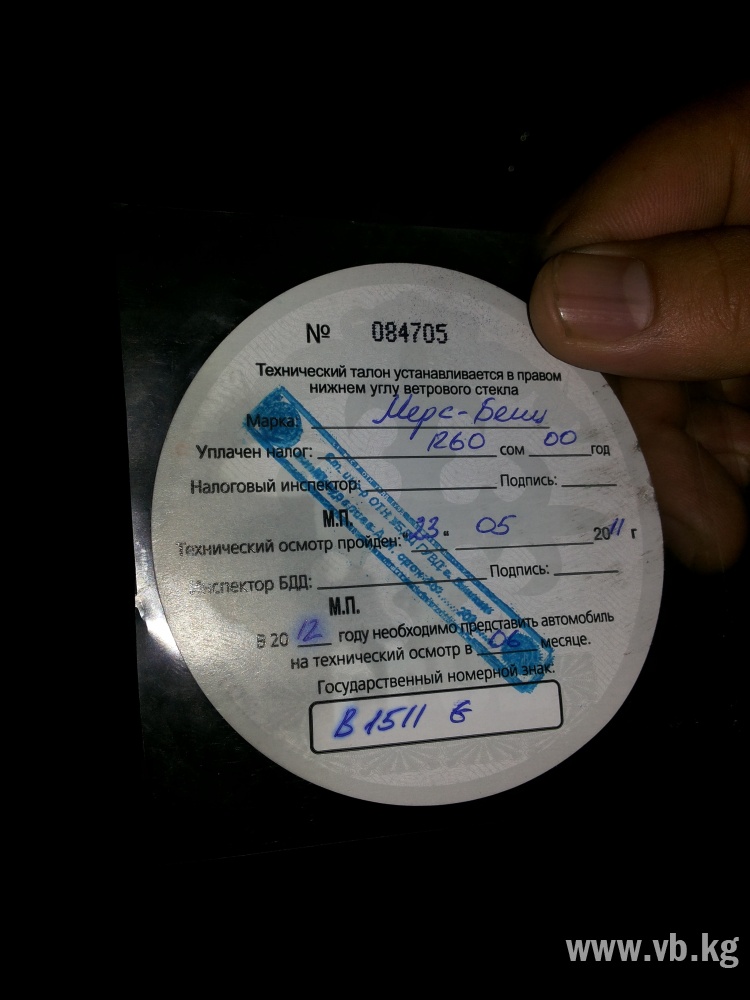 № 084705
Технический талон устанавливается в правом
нижнем углу ветрового стекла
Марка: Мерс-Бенц
Уплачен налог: 1260 сом 00 год
Налоговый инспектор: Подпись:
М.П.
Технический осмотр пройден: "23" 05 2011 г
Инспектор БДД: Подпись:
М.П.
В 2012 году необходимо представить автомобиль
на технический осмотр в 06 месяце.
Государственный номерной знак:
В 1511 Е
www.vb.kg